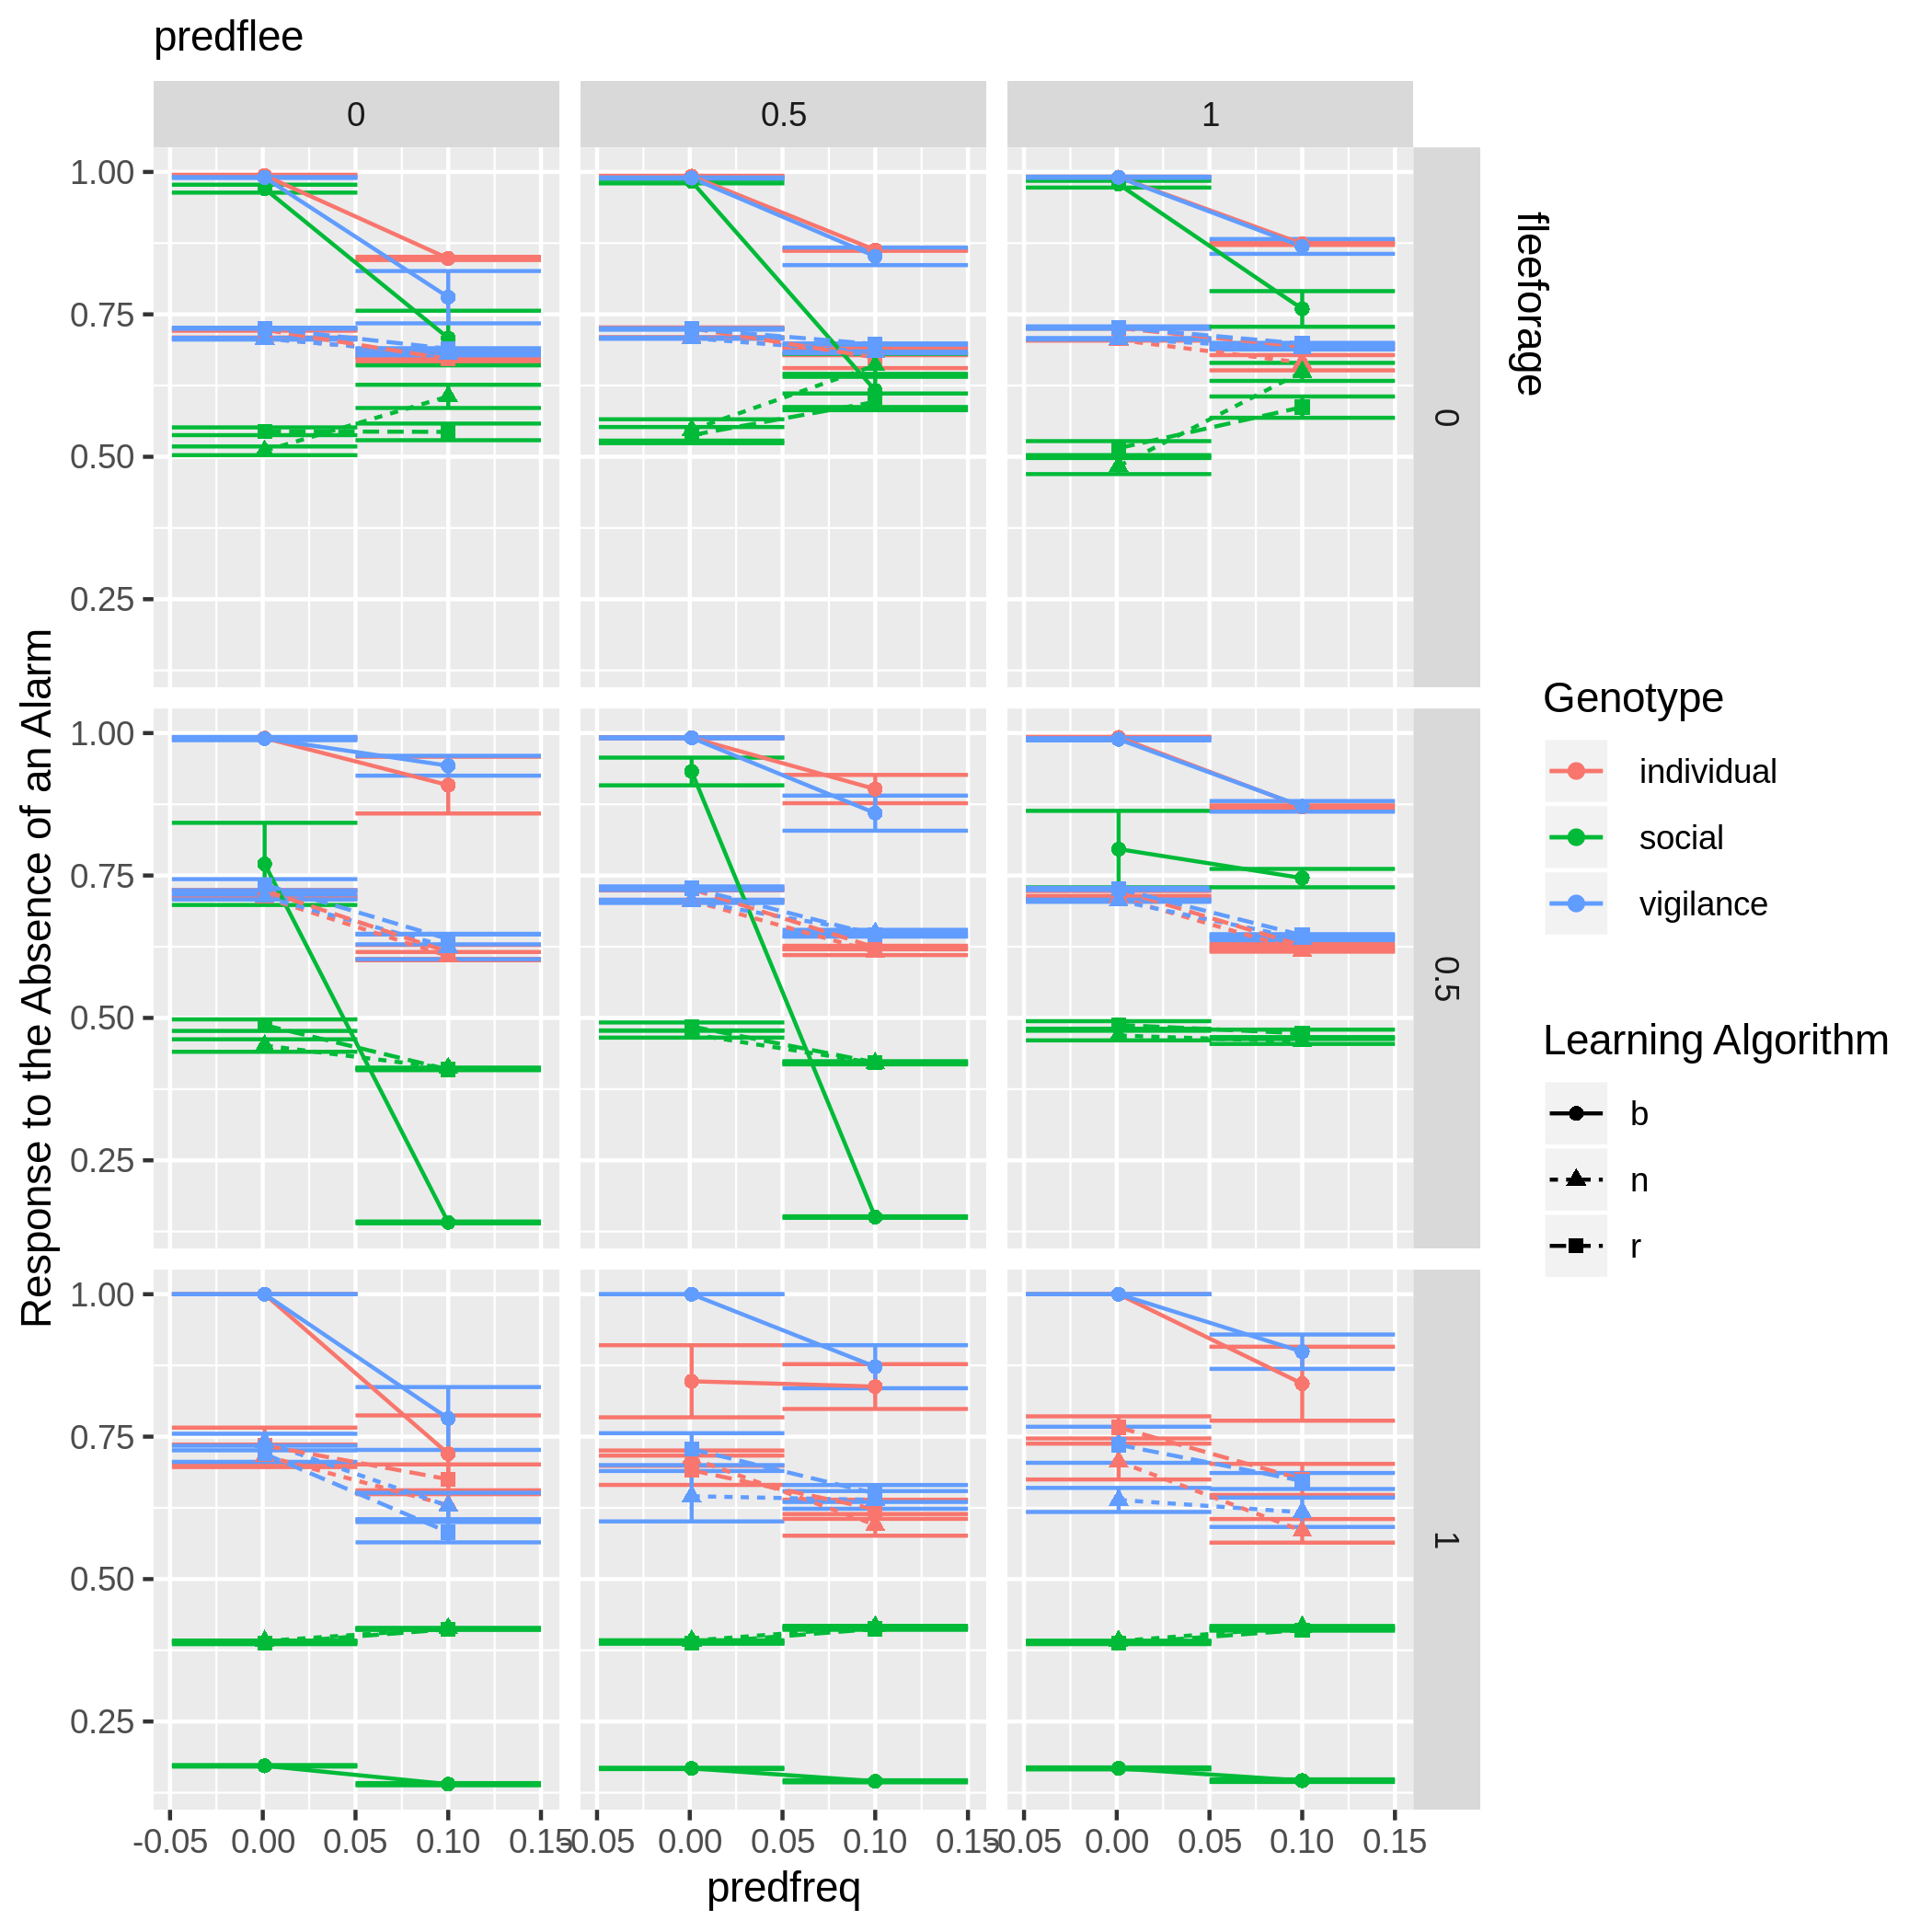 predflee
0
0.5
1
fleeforage
0
0.5
1
Response to the Absence of an Alarm
1.00
0.75
0.50
0.25
1.00
0.75
0.50
0.25
1.00
0.75
0.50
0.25
-0.05 0.00 0.05 0.10 0.15
-0.05 0.00 0.05 0.10 0.15
-0.05 0.00 0.05 0.10 0.15
predfreq
Genotype
individual
social
vigilance
Learning Algorithm
b
n
r